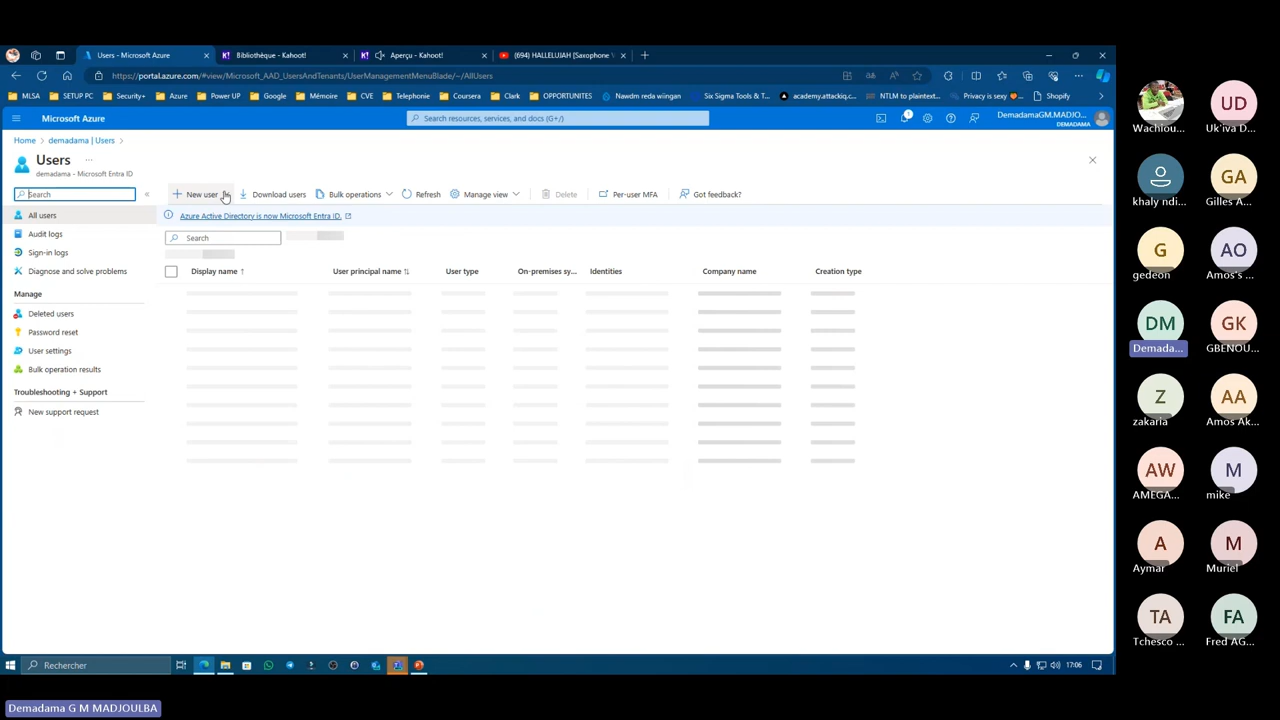 Users - Microsoft Azure
Bibliothèque - Kahoot!
Aperçu - Kahoot!
(694) HALLELUJAH [Saxophone
https://portal.azure.com/#view/Microsoft_AAD_UsersAndTenants/UserManagementMenuBlade/~/AllUsers
MLSA
SETUP PC
Security+
Azure
Power UP
Google
Mémoire
CVE
Telephonie
Coursera
Clark
OPPORTUNITES
Nawdm reda wiingan
Six Sigma Tools & T...
academy.attackiq.c...
NTLM to plaintext...
Privacy is sexy
Shopify
Microsoft Azure
Search resources, services, and docs (G+/)
1
DemadamaGM.MADJOU...
DEMADAMA
Home
demadama | Users
Users
demadama - Microsoft Entra ID
Search
All users
Audit logs
Sign-in logs
Diagnose and solve problems
Manage
Deleted users
Password reset
User settings
Bulk operation results
Troubleshooting + Support
New support request
New user
Download users
Bulk operations
Refresh
Manage view
Delete
Per-user MFA
Got feedback?
Azure Active Directory is now Microsoft Entra ID.
Search
Display name ↑
User principal name ↑↓
User type
On-premises sy...
Identities
Company name
Creation type
Rechercher
17:06
Wachlou...
UD
Uk'iva D...
khaly ndi...
GA
Gilles A...
G
gedeon
AO
Amos's ...
DM
Demada...
GK
GBENOU...
Z
zakaria
AA
Amos Ak...
AW
AMEGA...
M
mike
A
Aymar
M
Muriel
TA
Tchesco ...
FA
Fred AG...
Demadama G M MADJOULBA